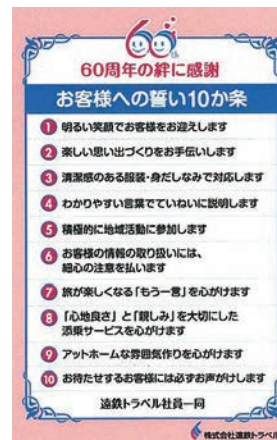 60th
60周年の絆に感謝
お客様への誓い10か条
1 明るい笑顔でお客様をお迎えします
2 楽しい思い出づくりをお手伝いします
3 清潔感のある服装・身だしなみで対応します
4 わかりやすい言葉でていねいに説明します
5 積極的に地域活動に参加します
6 お客様の情報の取り扱いには、
細心の注意を払います
7 旅が楽しくなる「もう一言」を心がけます
8 「心地良さ」と「親しみ」を大切にした
添乗サービスを心がけます
9 アットホームな雰囲気作りを心がけます
10 お待たせするお客様には必ずお声がけします
遠鉄トラベル社員一同
株式会社遠鉄トラベル